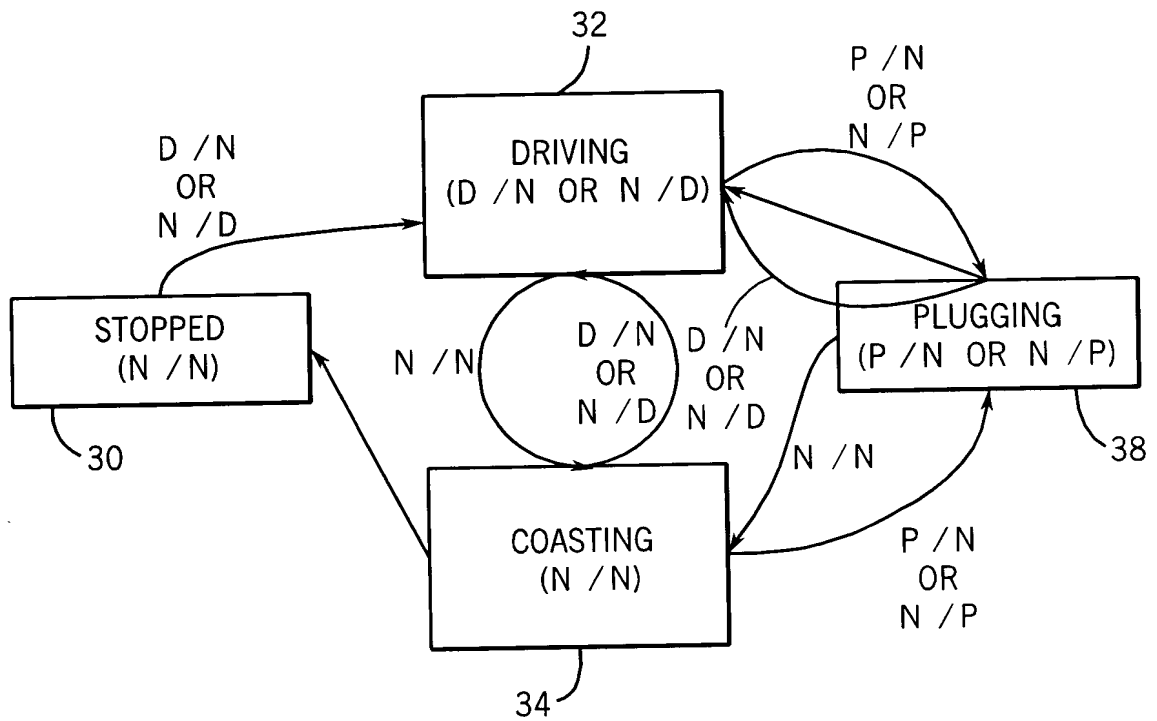 32
P /N
OR
N /P
D /N
OR
N /D
DRIVING
(D /N OR N /D)
STOPPED
(N /N)
30
N /N
D /N
OR
N /D
D /N
OR
N /D
PLUGGING
(P /N OR N /P)
38
N /N
COASTING
(N /N)
P /N
OR
N /P
34